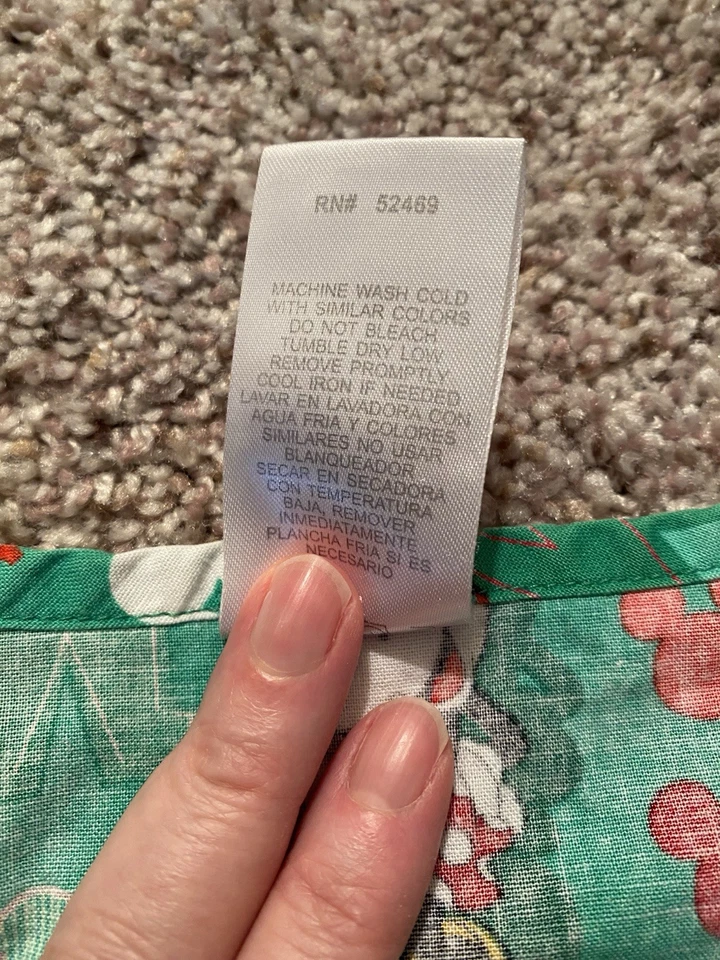 RN# 52469
MACHINE WASH COLD
WITH SIMILAR COLORS
DO NOT BLEACH
TUMBLE DRY LOW
REMOVE PROMPTLY
COOL IRON IF NEEDED
LAVAR EN LAVADORA CON
AGUA FRIA Y COLORES
SIMILARES NO USAR
BLANQUEADOR
SECAR EN SECADORA
CON TEMPERATURA
BAJA, REMOVER
INMEDIATAMENTE
PLANCHA FRIA SI ES
NECESARIO